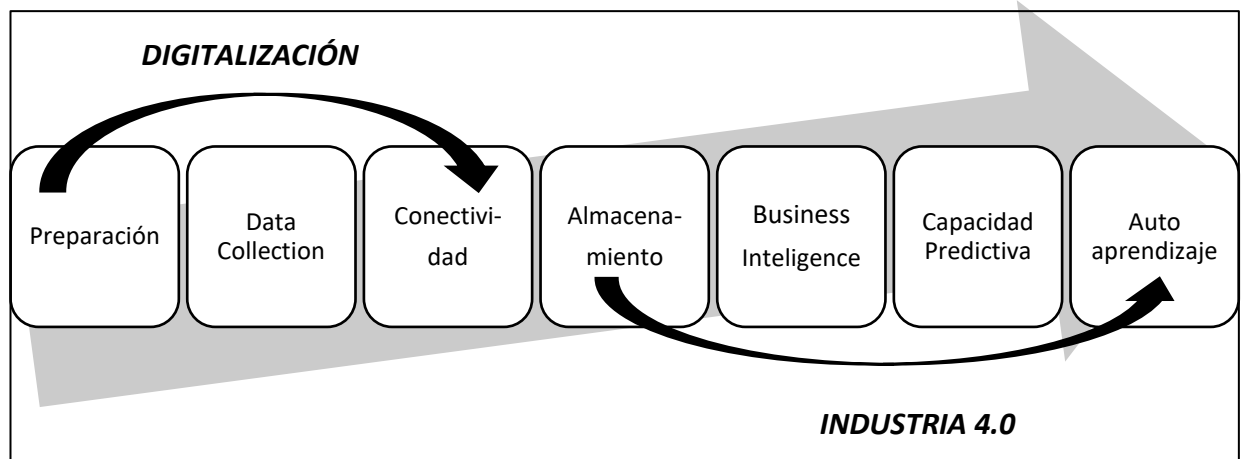 DIGITALIZACIÓN
Preparación
Data
Collection
Conectivi-
dad
Almacena-
miento
Business
Inteligence
Capacidad
Predictiva
Auto
aprendizaje
INDUSTRIA 4.0